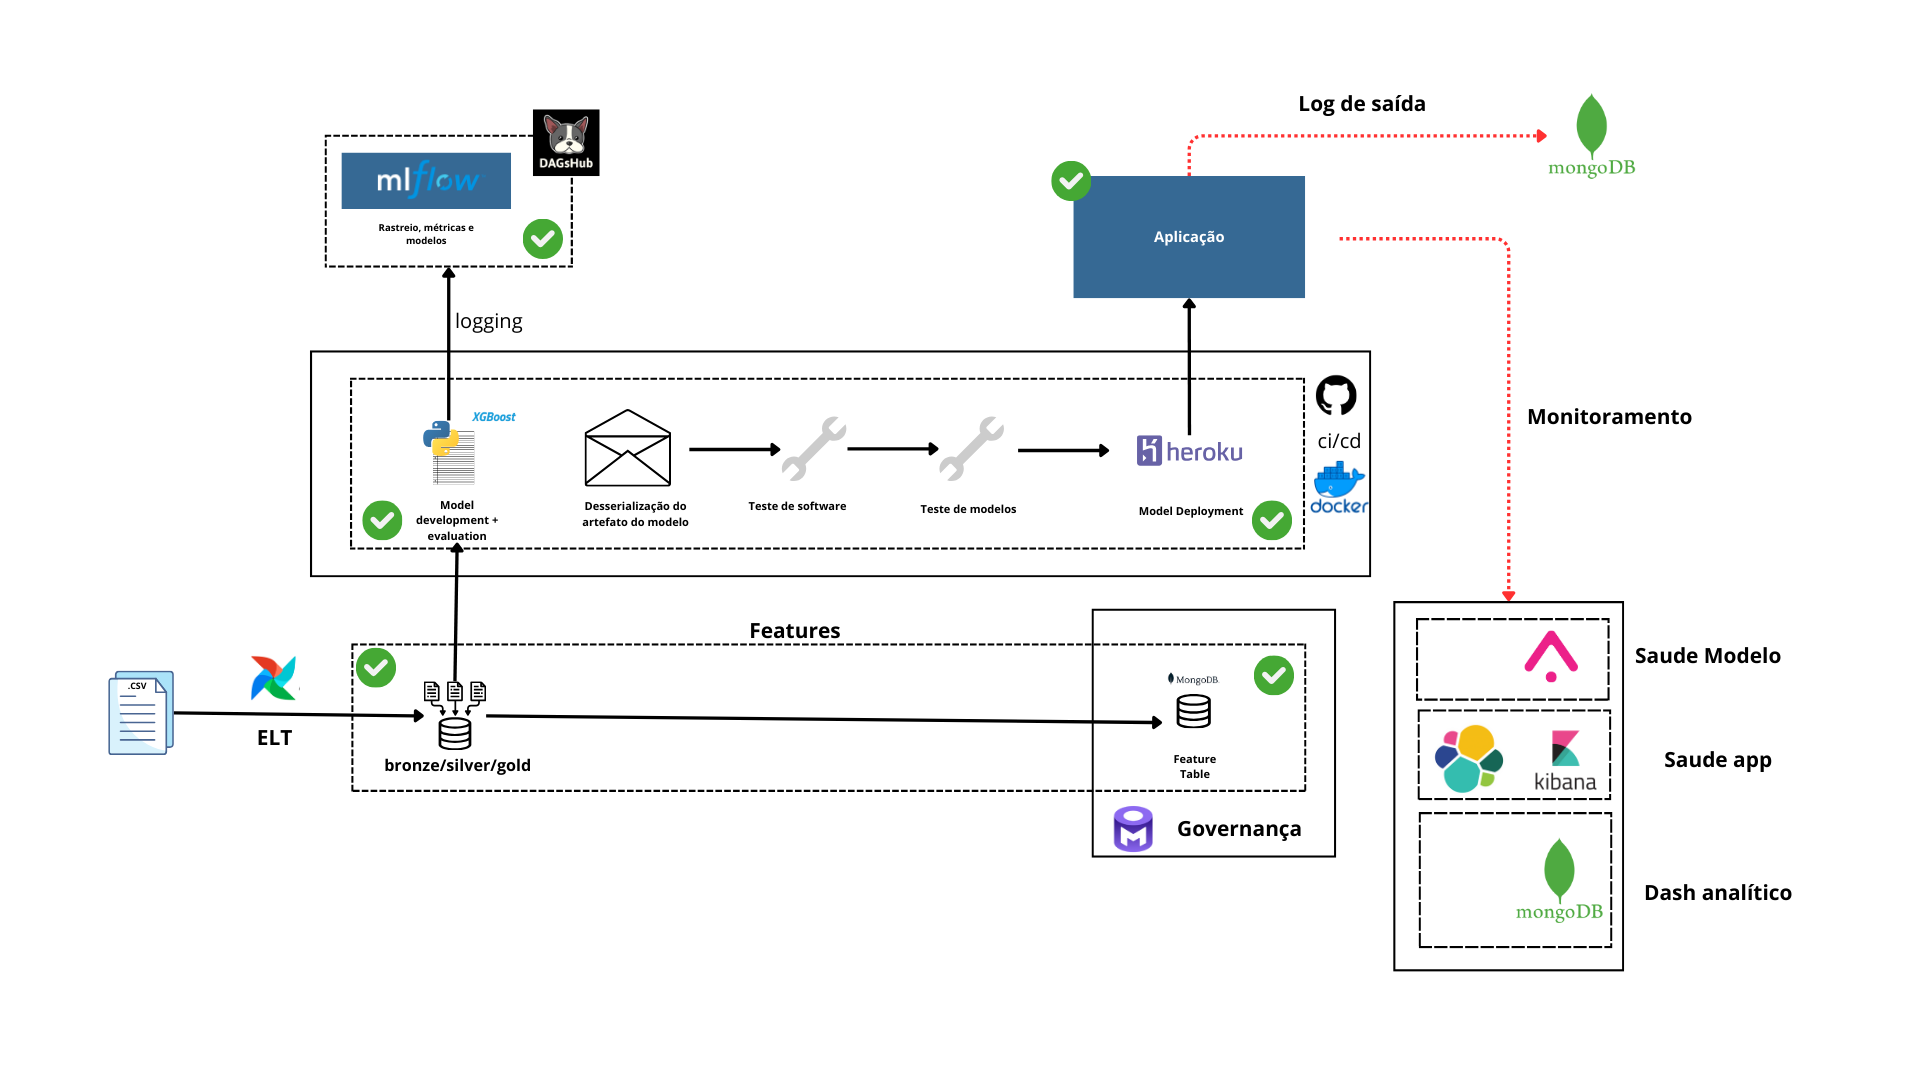 Log de saída
mongoDB
DAGsHub
mlflow
Rastreio, métricas e
modelos
Aplicação
logging
XGBoost
Model
development +
evaluation
Desserialização do
artefato do modelo
Teste de software
Teste de modelos
heroku
Model Deployment
ci/cd
docker
Monitoramento
Features
.CSV
ELT
bronze/silver/gold
MongoDB
Feature
Table
Governança
Saude Modelo
kibana
Saude app
mongoDB
Dash analítico